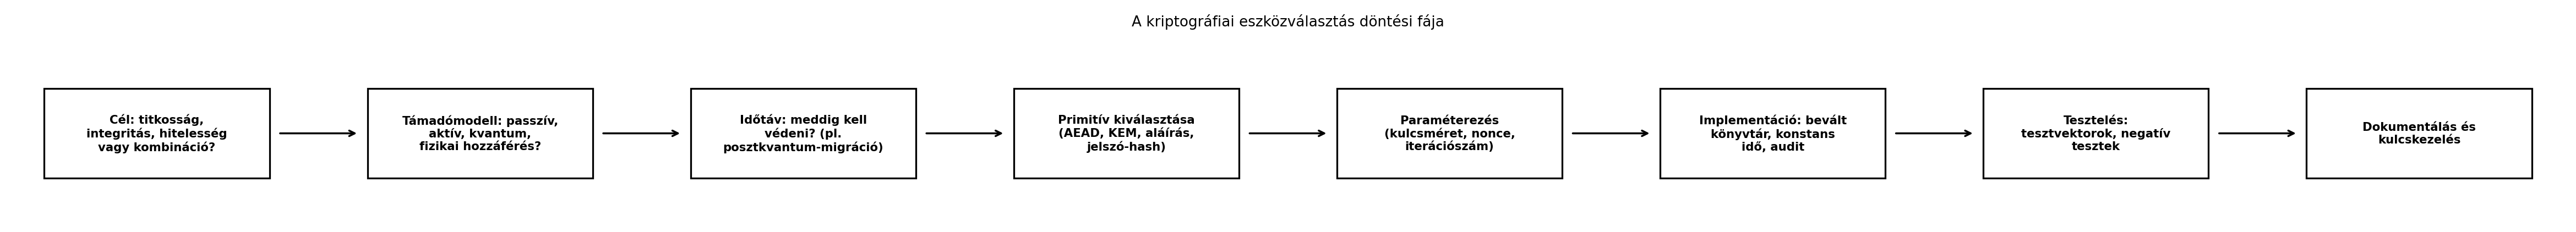 A kriptográfiai eszközválasztás döntési fája
Cél: titkosság,
integritás, hitelesség
vagy kombináció?
Támadómodell: passzív,
aktív, kvantum,
fizikai hozzáférés?
Időtáv: meddig kell
védeni? (pl.
posztkvantum-migráció)
Primitív kiválasztása
(AEAD, KEM, aláírás,
jelszó-hash)
Paraméterezés
(kulcsméret, nonce,
iterációszám)
Implementáció: bevált
könyvtár, konstans
idő, audit
Tesztelés:
tesztvektorok, negatív
tesztek
Dokumentálás és
kulcskezelés